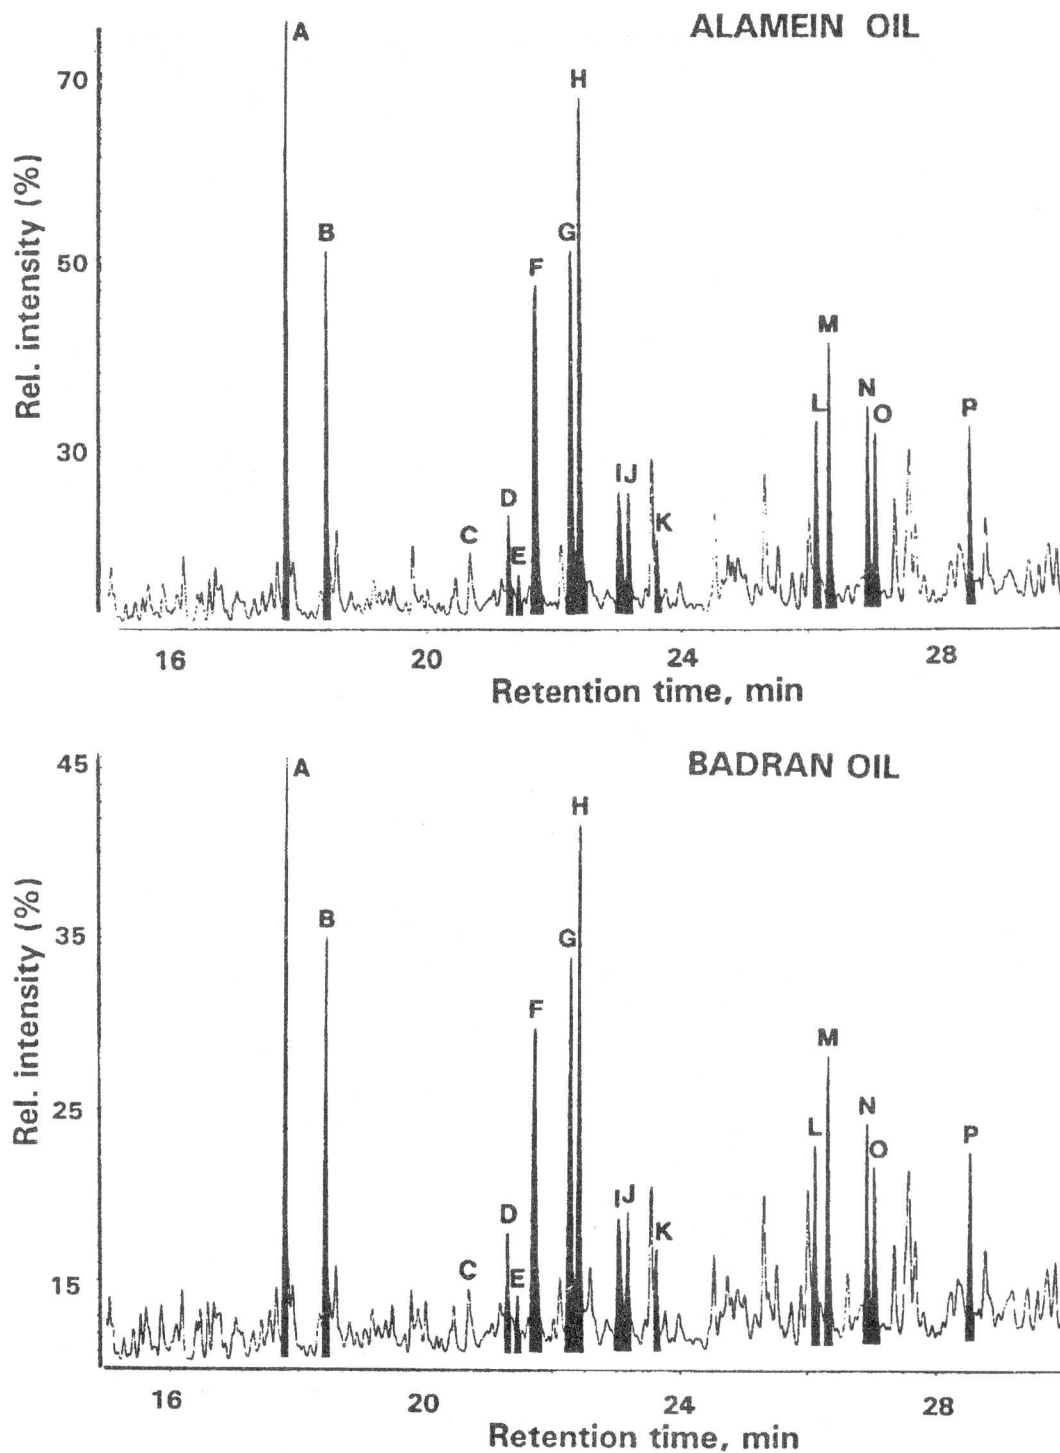 ALAMEIN OIL
Rel. intensity (%)
70
50
30
A
B
C
D
E
F
G
H
I
J
K
L
M
N
O
P
16
20
24
28
Retention time, min
BADRAN OIL
Rel. intensity (%)
45
35
25
15
A
B
C
D
E
F
G
H
I
J
K
L
M
N
O
P
16
20
24
28
Retention time, min